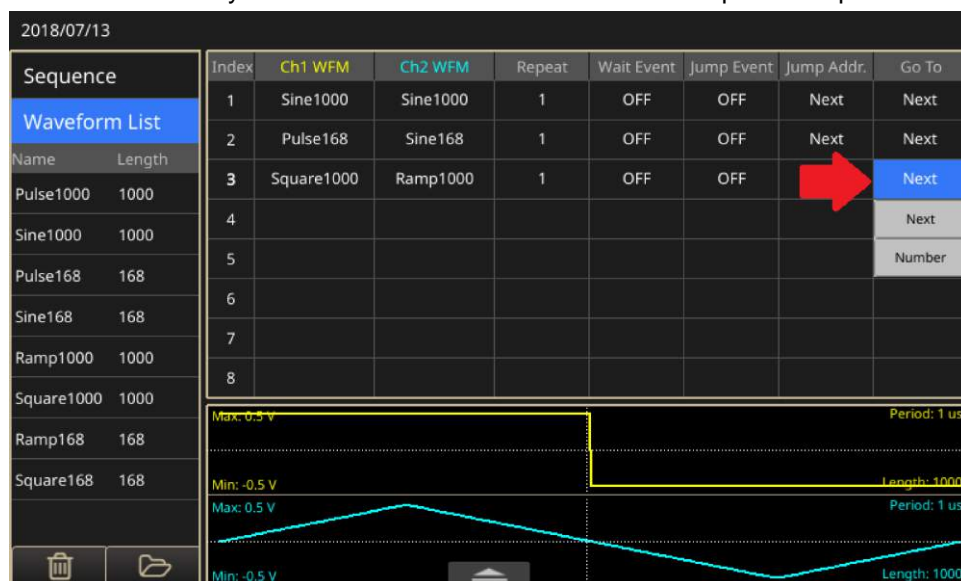 2018/07/13
Sequence
Waveform List
Name Length
Pulse1000 1000
Sine1000 1000
Pulse168 168
Sine168 168
Ramp1000 1000
Square1000 1000
Ramp168 168
Square168 168
Index Ch1 WFM Ch2 WFM Repeat Wait Event Jump Event Jump Addr. Go To
1 Sine1000 Sine1000 1 OFF OFF Next Next
2 Pulse168 Sine168 1 OFF OFF Next Next
3 Square1000 Ramp1000 1 OFF OFF Next
4 Next
5 Number
6
7
8
Max: 0.5 V Period: 1 us
Min: -0.5 V Length: 1000
Max: 0.5 V Period: 1 us
Min: -0.5 V Length: 1000